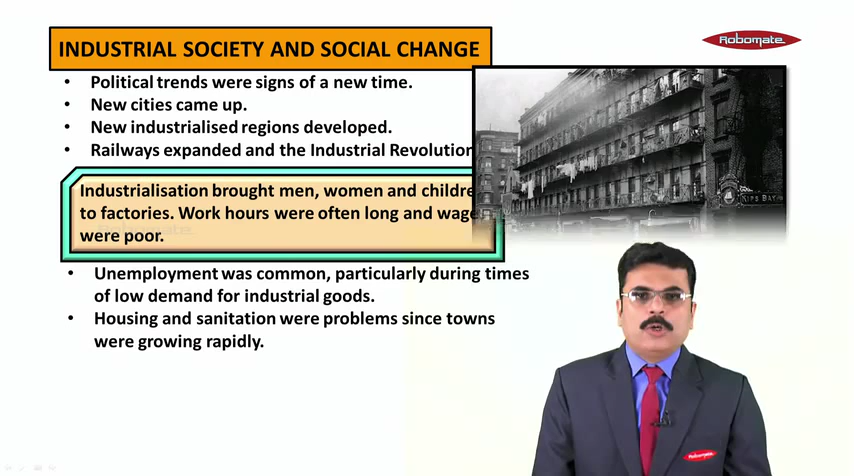 INDUSTRIAL SOCIETY AND SOCIAL CHANGE
Robomate
• Political trends were signs of a new time.
• New cities came up.
• New industrialised regions developed.
• Railways expanded and the Industrial Revolution
Industrialisation brought men, women and childre
to factories. Work hours were often long and wage
were poor.
• Unemployment was common, particularly during times
of low demand for industrial goods.
• Housing and sanitation were problems since towns
were growing rapidly.
Robomate